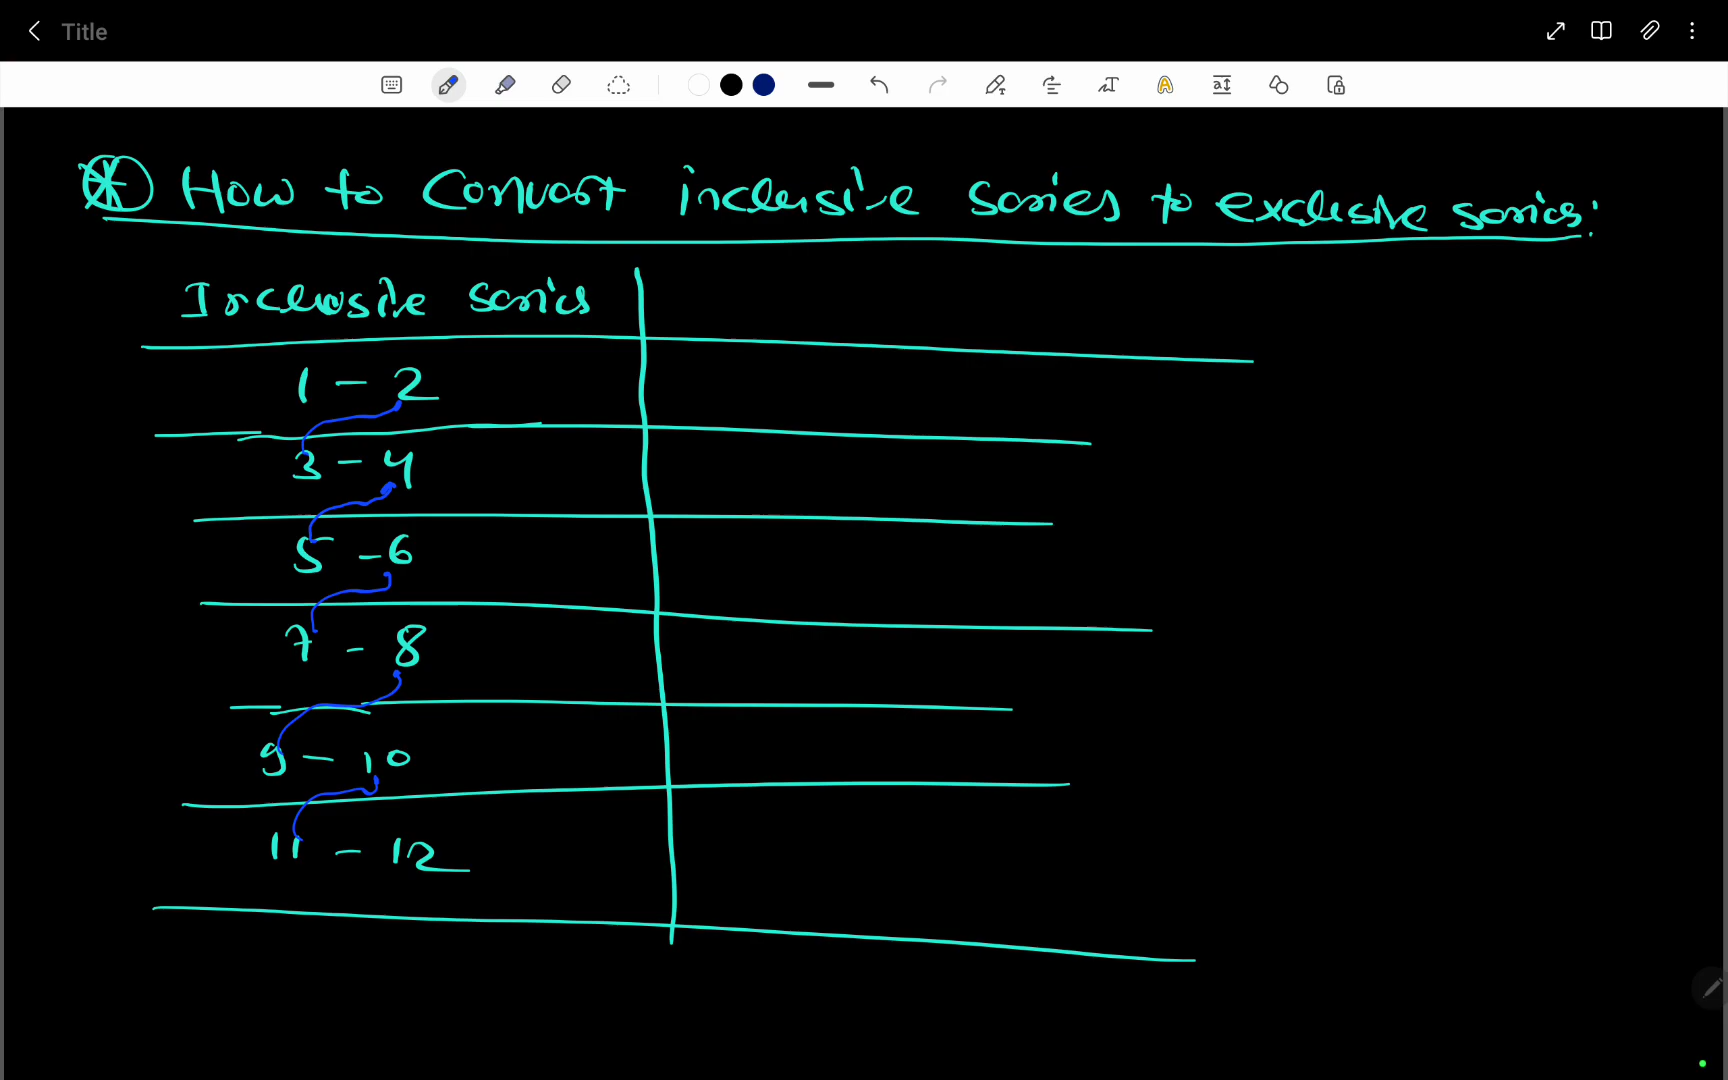 Title
How to Convert inclusive series to exclusive series:
Inclusive series
1 - 2
3 - 4
5 - 6
7 - 8
9 - 10
11 - 12